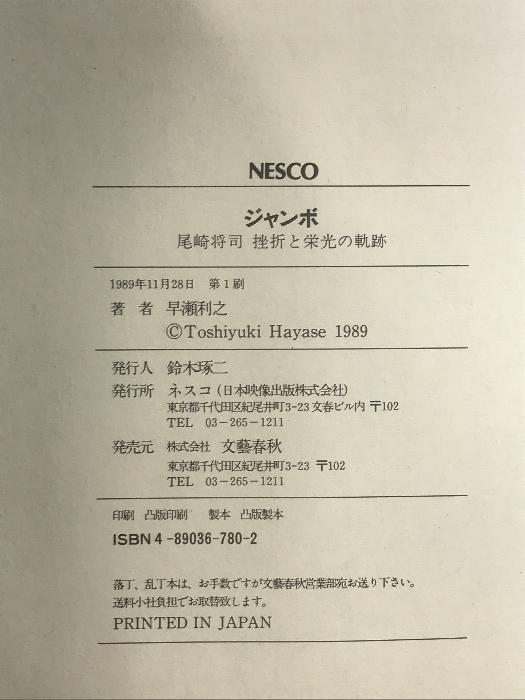 NESCO
ジャンボ
尾崎将司 挫折と栄光の軌跡
1989年11月28日 第1刷
著 者 早瀬利之
©Toshiyuki Hayase 1989
発行人 鈴木琢二
発行所 ネスコ(日本映像出版株式会社)
東京都千代田区紀尾井町3-23 文春ビル内 〒102
TEL 03-265-1211
発売元 株式会社 文藝春秋
東京都千代田区紀尾井町3-23 〒102
TEL 03-265-1211
印刷 凸版印刷 製本 凸版製本
ISBN4-89036-780-2
落丁、乱丁本は、お手数ですが文藝春秋営業部宛お送り下さい。
送料小社負担でお取替致します。
PRINTED IN JAPAN